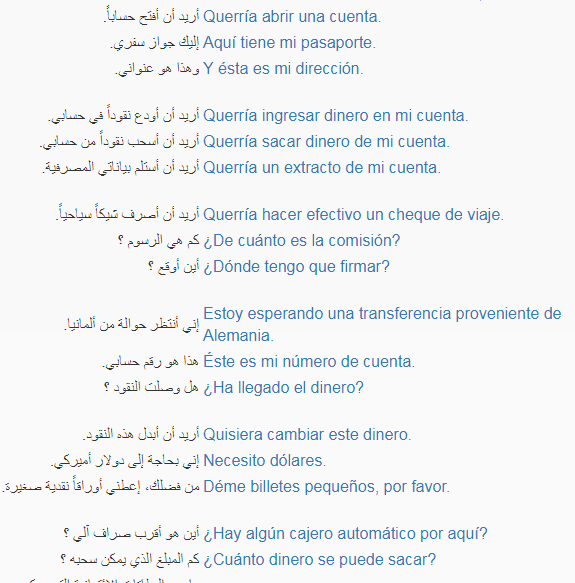 أريد أن أفتح حساباً. Querría abrir una cuenta.
إليك جواز سفري. Aquí tiene mi pasaporte.
وهذا هو عنواني. Y ésta es mi dirección.
أريد أن أودع نقوداً في حسابي. Querría ingresar dinero en mi cuenta.
أريد أن أسحب نقوداً من حسابي. Querría sacar dinero de mi cuenta.
أريد أن أستلم بياناتي المصرفية. Querría un extracto de mi cuenta.
أريد أن أصرف شيكاً سياحياً. Querría hacer efectivo un cheque de viaje.
كم هي الرسوم ؟ ¿De cuánto es la comisión?
أين أوقع ؟ ¿Dónde tengo que firmar?
إني أنتظر حوالة من ألمانيا. Estoy esperando una transferencia proveniente de
Alemania.
هذا هو رقم حسابي. Éste es mi número de cuenta.
هل وصلت النقود ؟ ¿Ha llegado el dinero?
أريد أن أبدل هذه النقود. Quisiera cambiar este dinero.
إني بحاجة إلى دولار أميركي. Necesito dólares.
من فضلك، إعطني أوراقاً نقدية صغيرة. Déme billetes pequeños, por favor.
أين هو أقرب صراف آلي ؟ ¿Hay algún cajero automático por aquí?
كم المبلغ الذي يمكن سحبه ؟ ¿Cuánto dinero se puede sacar?